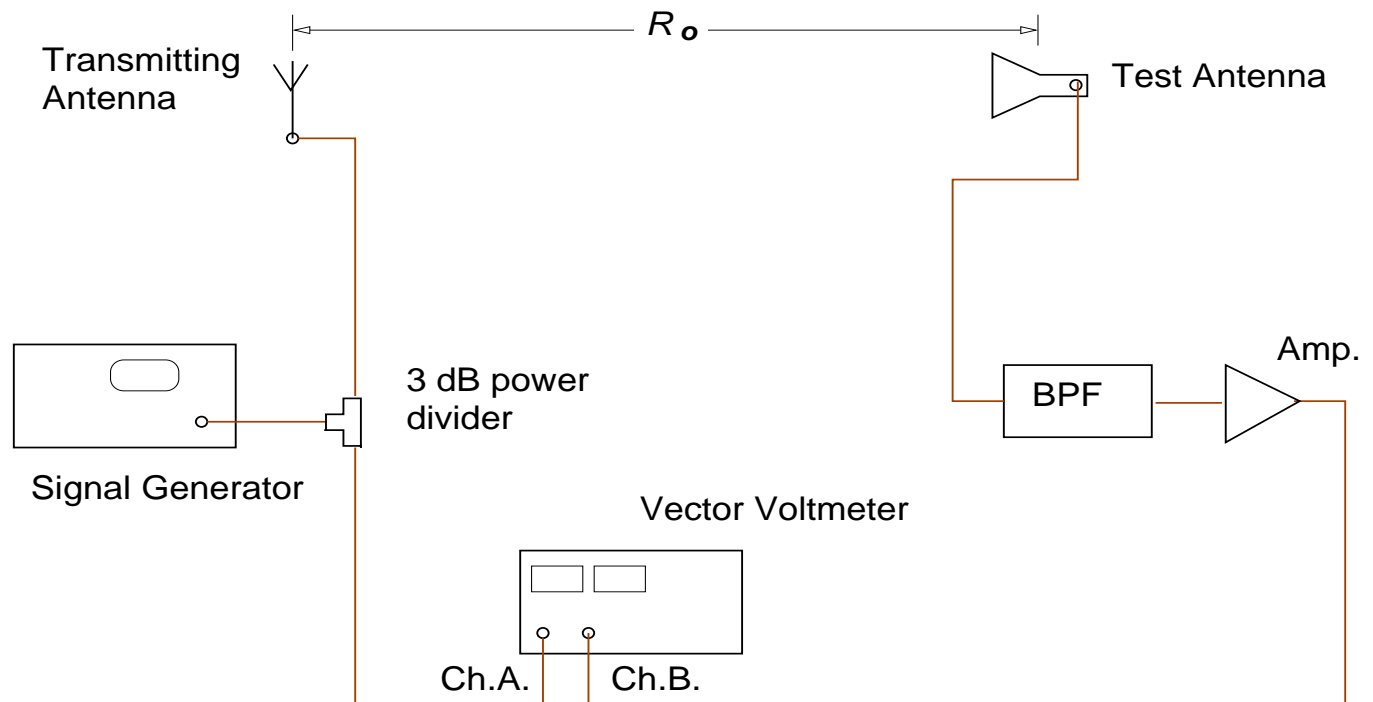 R o
Transmitting
Antenna
Test Antenna
Amp.
3 dB power
divider
BPF
Signal Generator
Vector Voltmeter
Ch.A.
Ch.B.